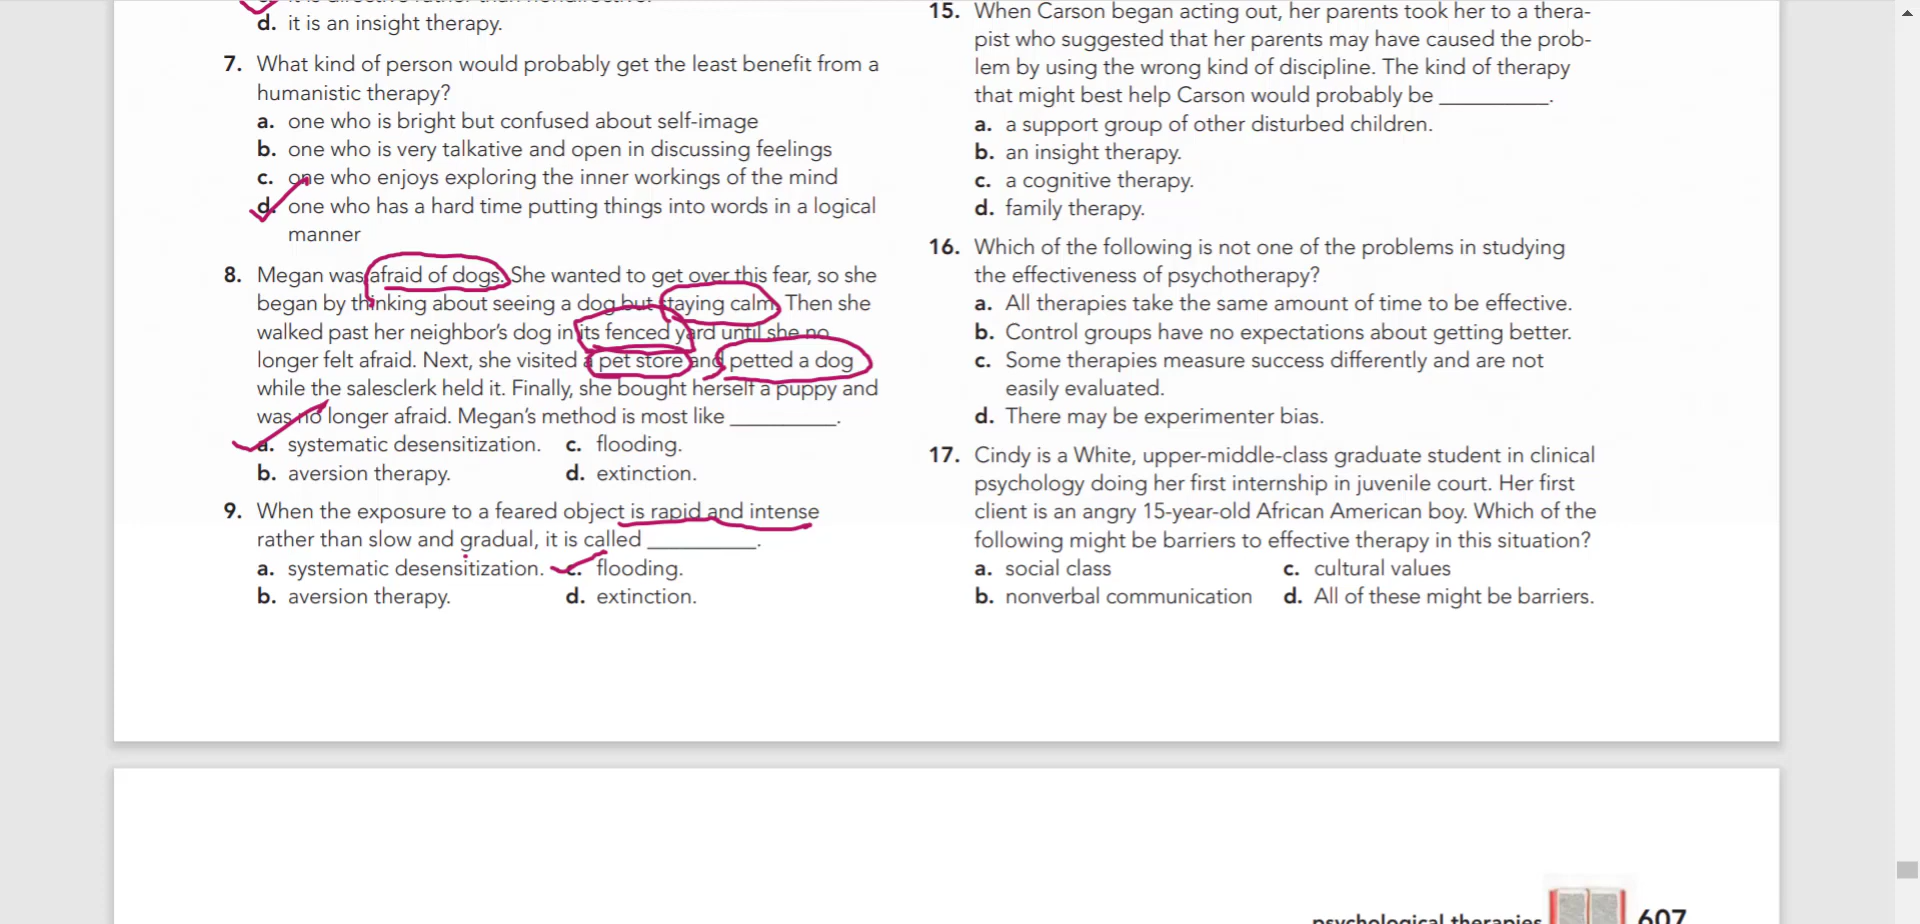 d. it is an insight therapy.
7. What kind of person would probably get the least benefit from a
humanistic therapy?
a. one who is bright but confused about self-image
b. one who is very talkative and open in discussing feelings
c. one who enjoys exploring the inner workings of the mind
d. one who has a hard time putting things into words in a logical
manner
8. Megan was afraid of dogs. She wanted to get over this fear, so she
began by thinking about seeing a dog but staying calm. Then she
walked past her neighbor's dog in its fenced yard until she no
longer felt afraid. Next, she visited a pet store and petted a dog
while the salesclerk held it. Finally, she bought herself a puppy and
was no longer afraid. Megan's method is most like __________.
a. systematic desensitization. c. flooding.
b. aversion therapy. d. extinction.
9. When the exposure to a feared object is rapid and intense
rather than slow and gradual, it is called __________.
a. systematic desensitization. c. flooding.
b. aversion therapy. d. extinction.
15. When Carson began acting out, her parents took her to a thera-
pist who suggested that her parents may have caused the prob-
lem by using the wrong kind of discipline. The kind of therapy
that might best help Carson would probably be __________.
a. a support group of other disturbed children.
b. an insight therapy.
c. a cognitive therapy.
d. family therapy.
16. Which of the following is not one of the problems in studying
the effectiveness of psychotherapy?
a. All therapies take the same amount of time to be effective.
b. Control groups have no expectations about getting better.
c. Some therapies measure success differently and are not
easily evaluated.
d. There may be experimenter bias.
17. Cindy is a White, upper-middle-class graduate student in clinical
psychology doing her first internship in juvenile court. Her first
client is an angry 15-year-old African American boy. Which of the
following might be barriers to effective therapy in this situation?
a. social class c. cultural values
b. nonverbal communication d. All of these might be barriers.
psychological therapies 607